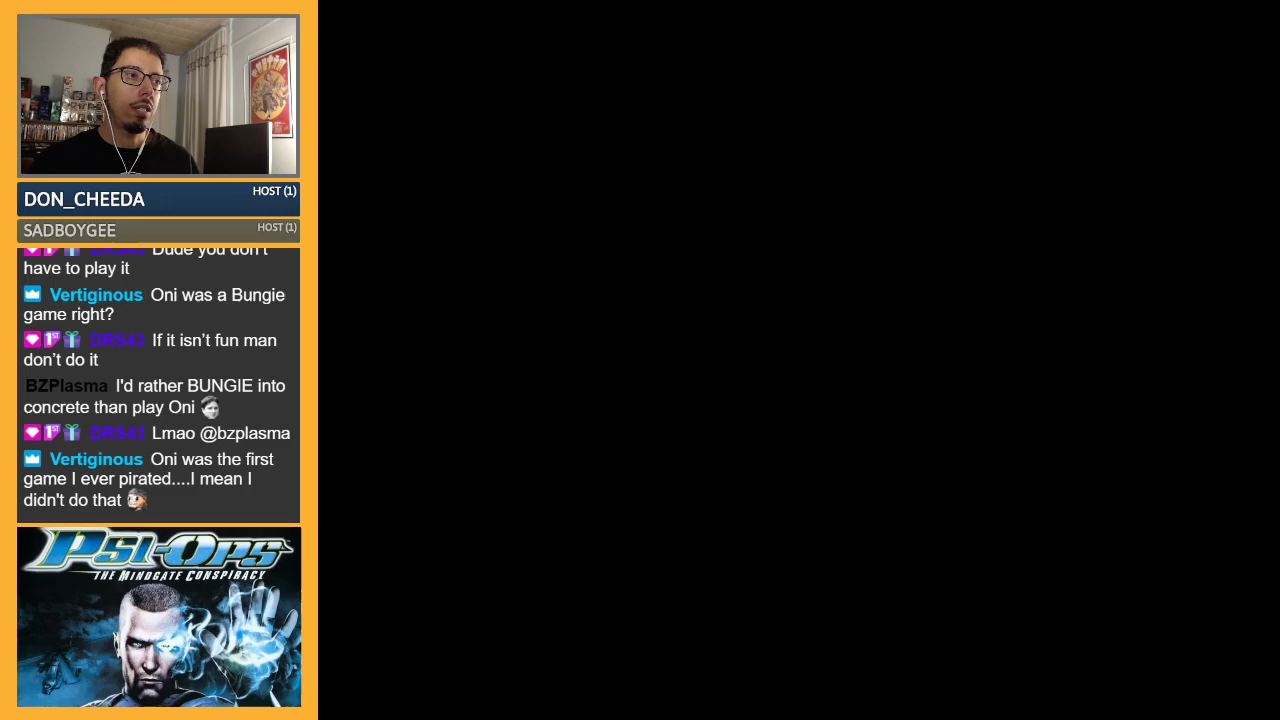 DON_CHEEDA
HOST (1)
SADBOYGEE
HOST (1)
DRS43 Dude you don't
have to play it
Vertiginous Oni was a Bungie
game right?
DRS43 If it isn’t fun man
don’t do it
BZPlasma I'd rather BUNGIE into
concrete than play Oni
DRS43 Lmao @bzplasma
Vertiginous Oni was the first
game I ever pirated....I mean I
didn't do that
PSI-OPS
THE MINDGATE CONSPIRACY